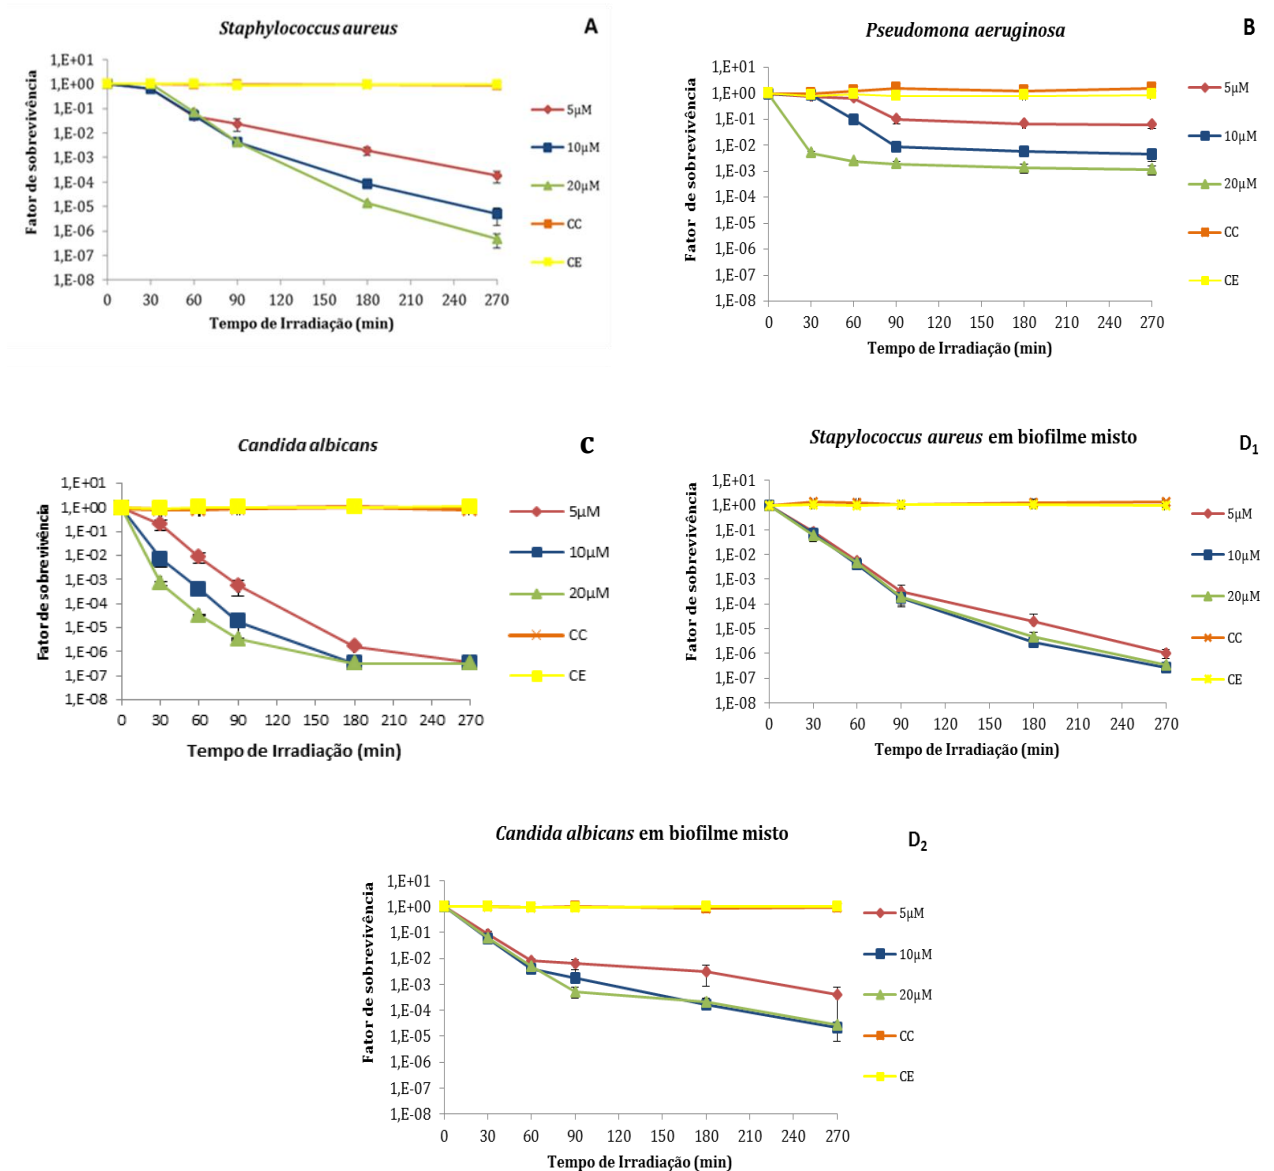 Staphylococcus aureus
A
Fator de sobrevivência
1,E+01
1,E+00
1,E-01
1,E-02
1,E-03
1,E-04
1,E-05
1,E-06
1,E-07
1,E-08
0 30 60 90 120 150 180 210 240 270
Tempo de Irradiação (min)
5µM
10µM
20µM
CC
CE
Pseudomona aeruginosa
B
Fator de sobrevivência
1,E+01
1,E+00
1,E-01
1,E-02
1,E-03
1,E-04
1,E-05
1,E-06
1,E-07
1,E-08
0 30 60 90 120 150 180 210 240 270
Tempo de Irradiação (min)
5µM
10µM
20µM
CC
CE
Candida albicans
C
Fator de sobrevivência
1,E+01
1,E+00
1,E-01
1,E-02
1,E-03
1,E-04
1,E-05
1,E-06
1,E-07
1,E-08
0 30 60 90 120 150 180 210 240 270
Tempo de Irradiação (min)
5µM
10µM
20µM
CC
CE
Stapylococcus aureus em biofilme misto
D1
Fator de sobrevivência
1,E+01
1,E+00
1,E-01
1,E-02
1,E-03
1,E-04
1,E-05
1,E-06
1,E-07
1,E-08
0 30 60 90 120 150 180 210 240 270
Tempo de Irradiação (min)
5µM
10µM
20µM
CC
CE
Candida albicans em biofilme misto
D2
Fator de sobrevivência
1,E+01
1,E+00
1,E-01
1,E-02
1,E-03
1,E-04
1,E-05
1,E-06
1,E-07
1,E-08
0 30 60 90 120 150 180 210 240 270
Tempo de Irradiação (min)
5µM
10µM
20µM
CC
CE